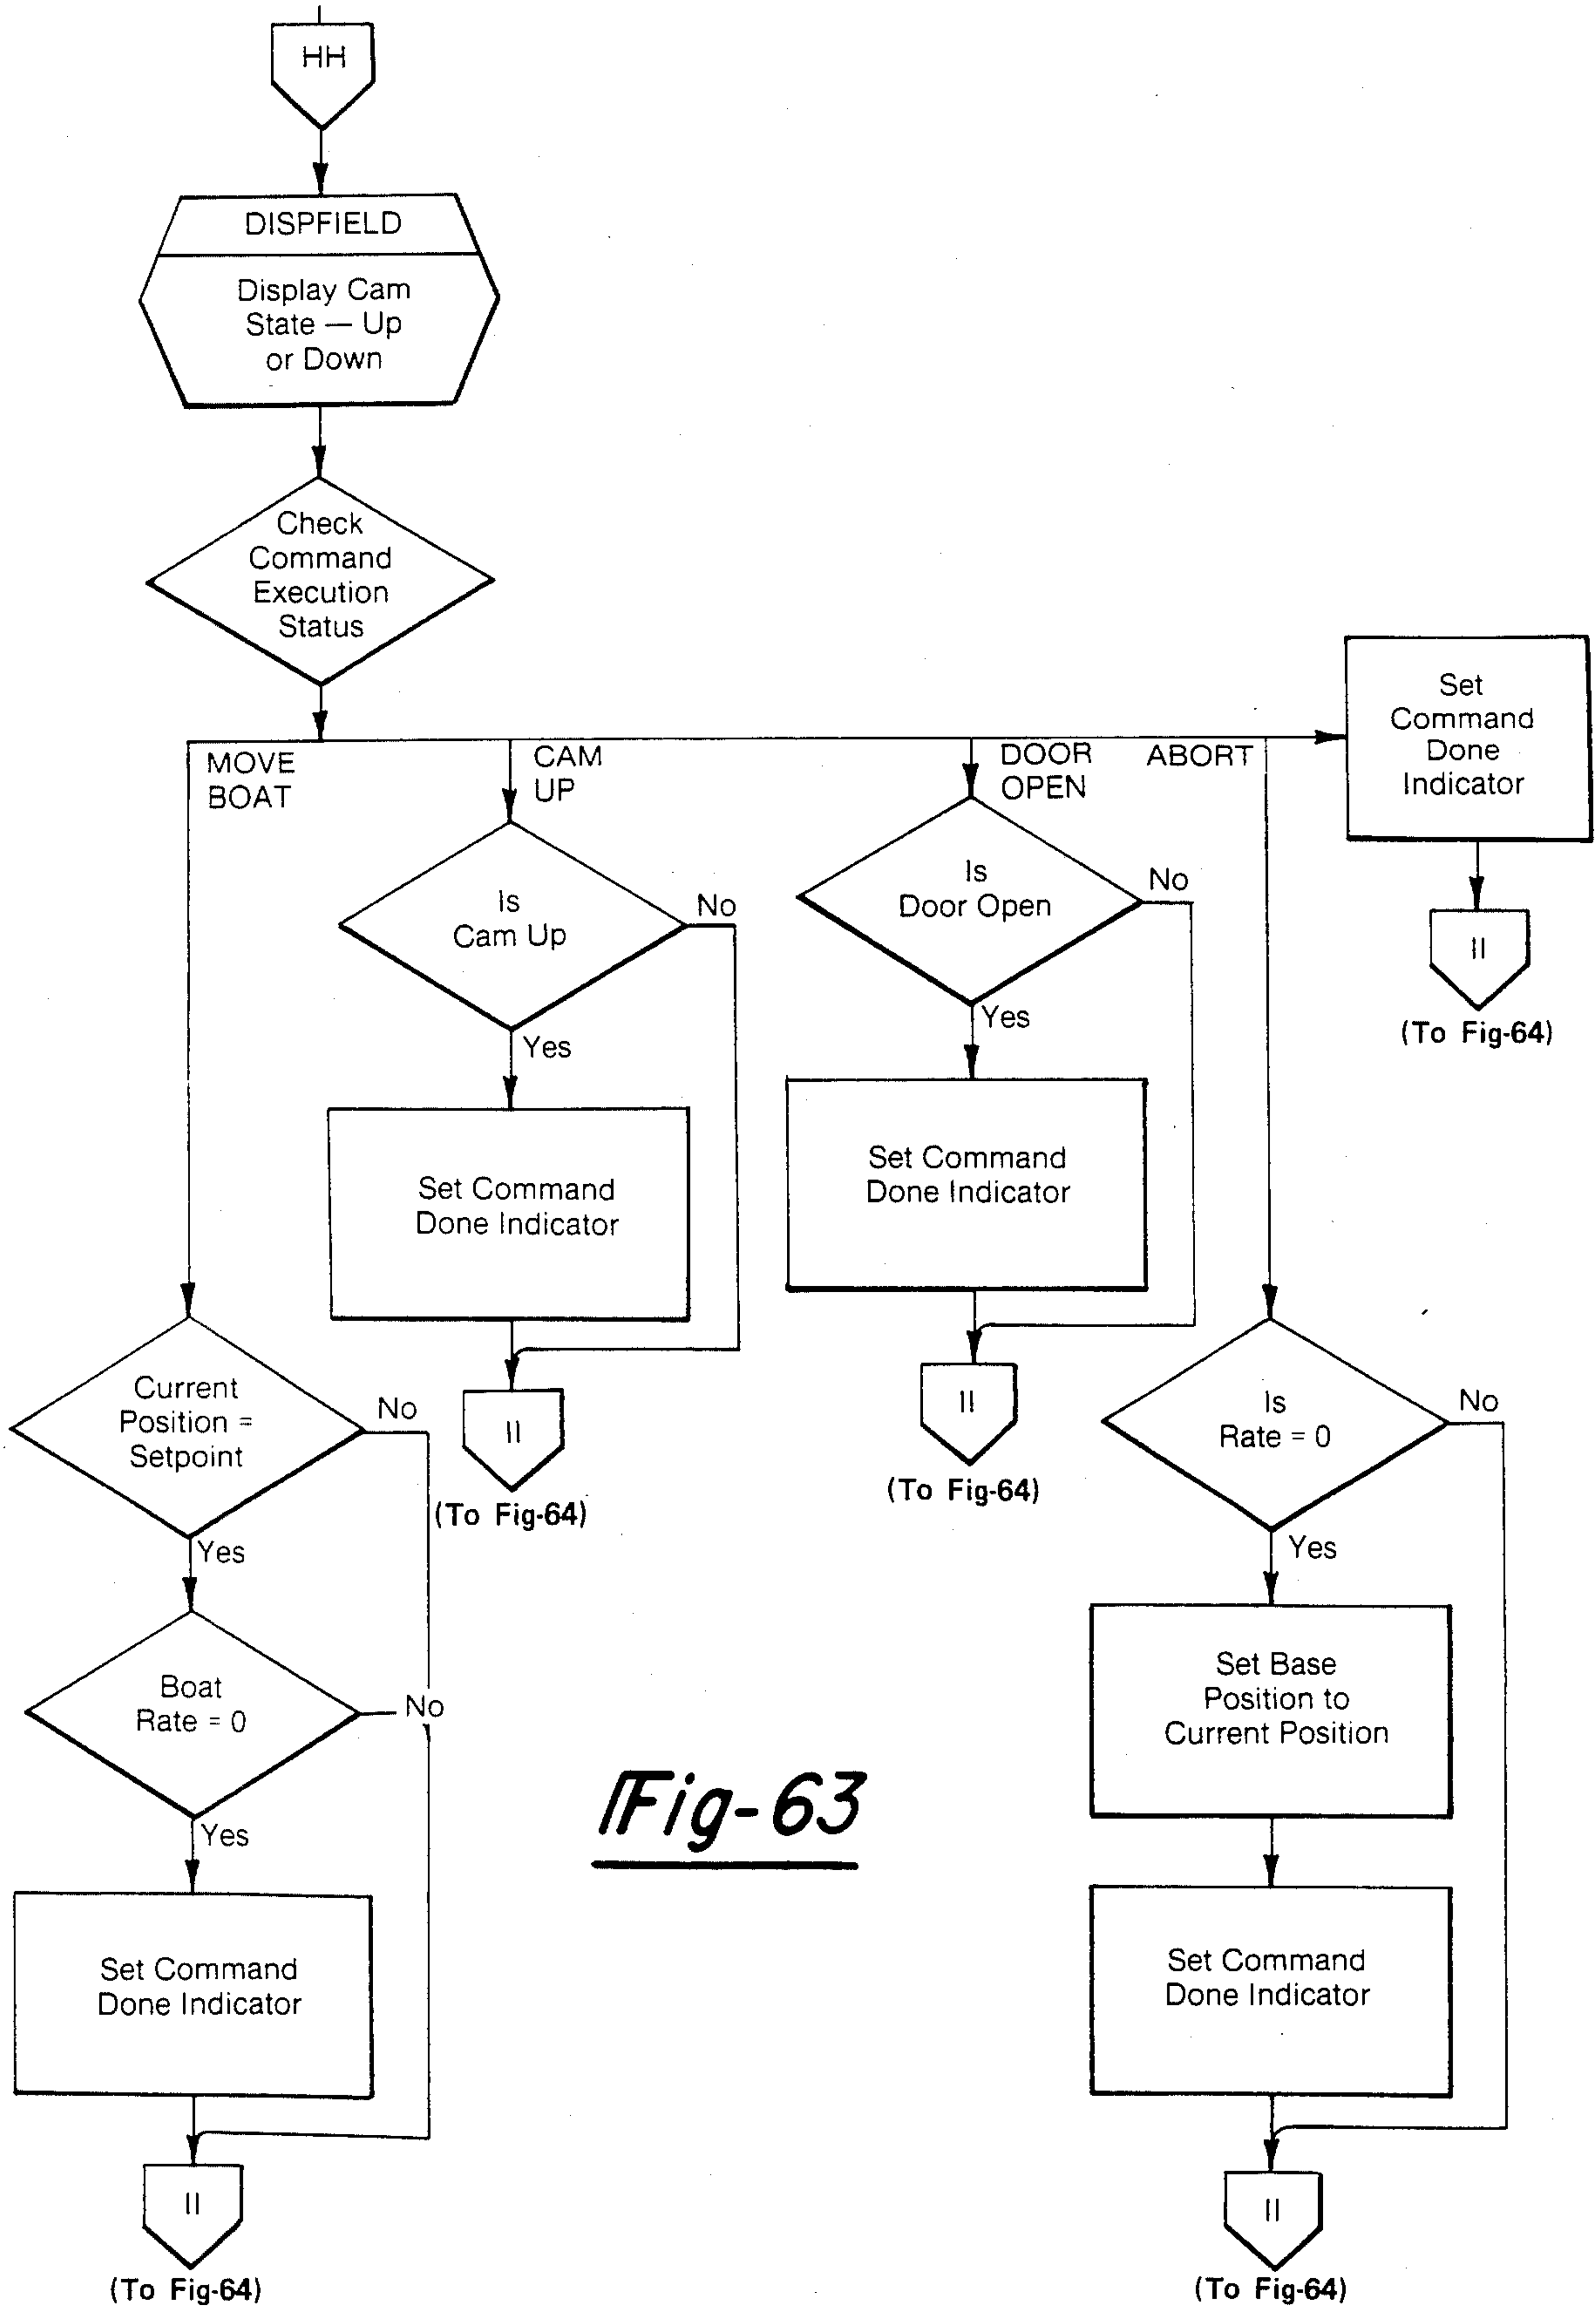 HH
DISPFIELD
Display Cam
State — Up
or Down
Check
Command
Execution
Status
MOVE
BOAT
CAM
UP
DOOR
OPEN
ABORT
Set
Command
Done
Indicator
II
(To Fig-64)
Is
Cam Up
No
Yes
Set Command
Done Indicator
II
(To Fig-64)
Is
Door Open
No
Yes
Set Command
Done Indicator
II
(To Fig-64)
Current
Position =
Setpoint
No
Yes
Boat
Rate = 0
No
Yes
Set Command
Done Indicator
II
(To Fig-64)
Is
Rate = 0
No
Yes
Set Base
Position to
Current Position
Set Command
Done Indicator
II
(To Fig-64)
Fig-63